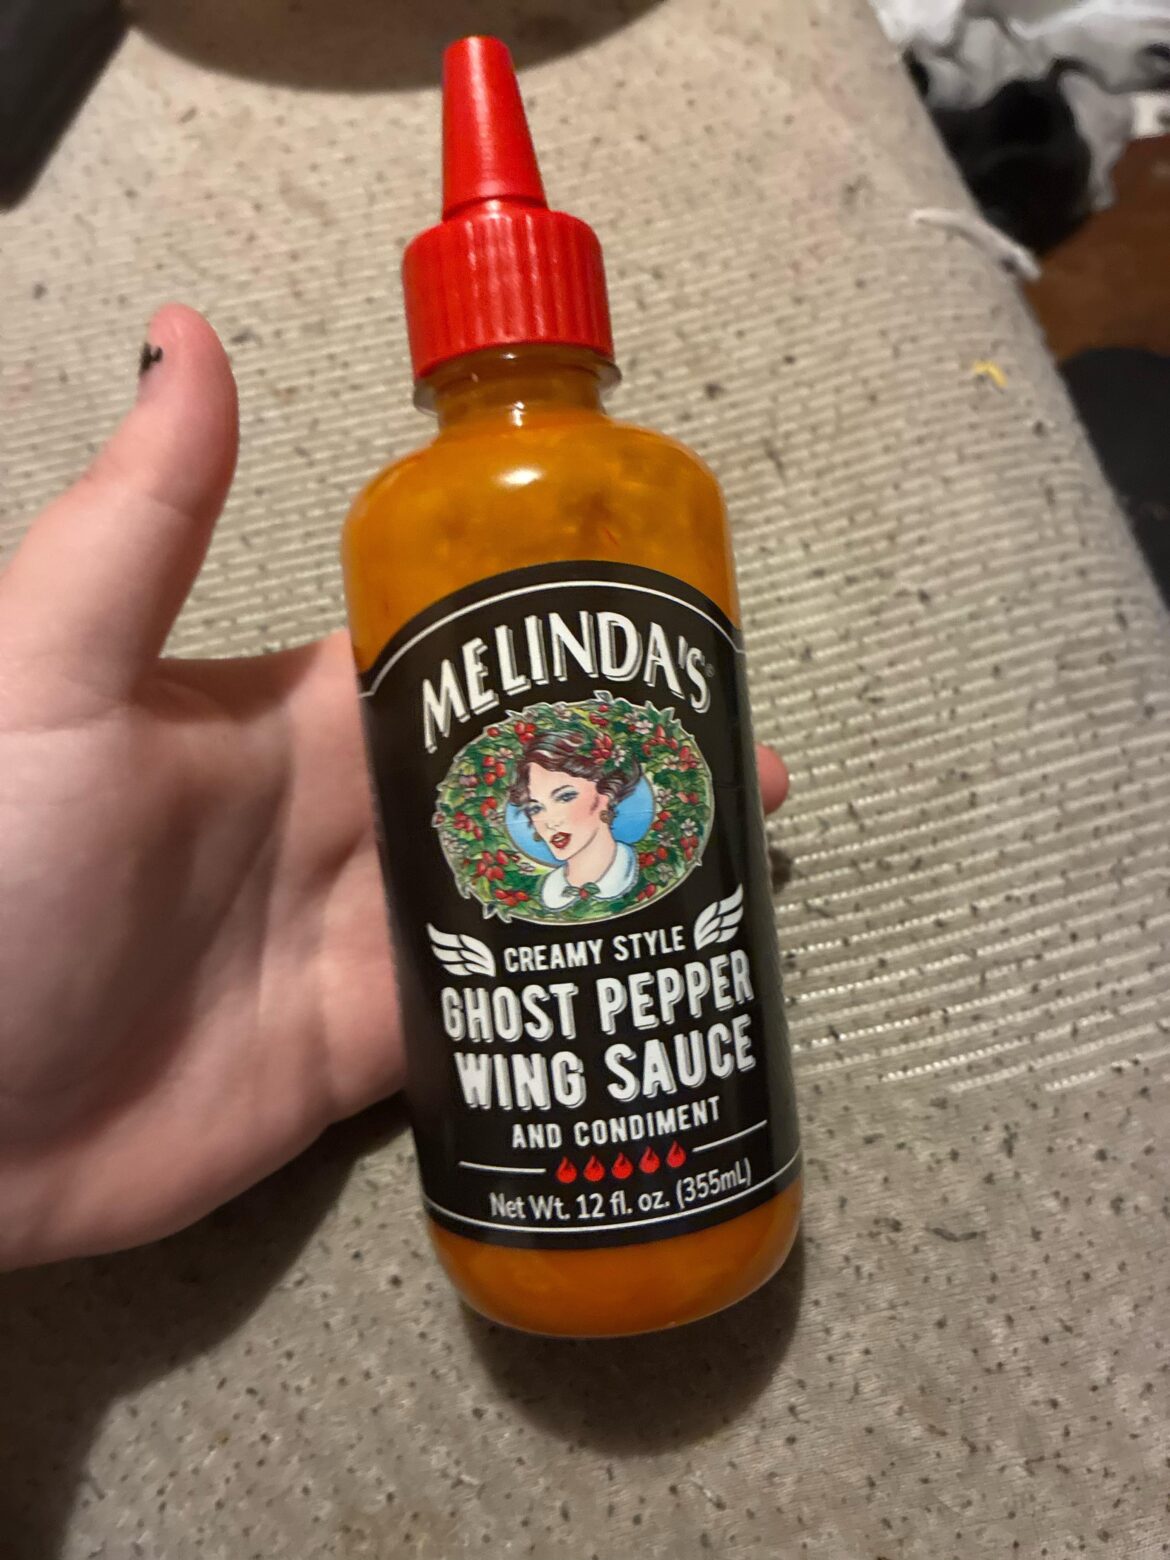 MELINDA'S®
CREAMY STYLE
GHOST PEPPER
WING SAUCE
AND CONDIMENT
Net Wt. 12 fl. oz. (355mL)